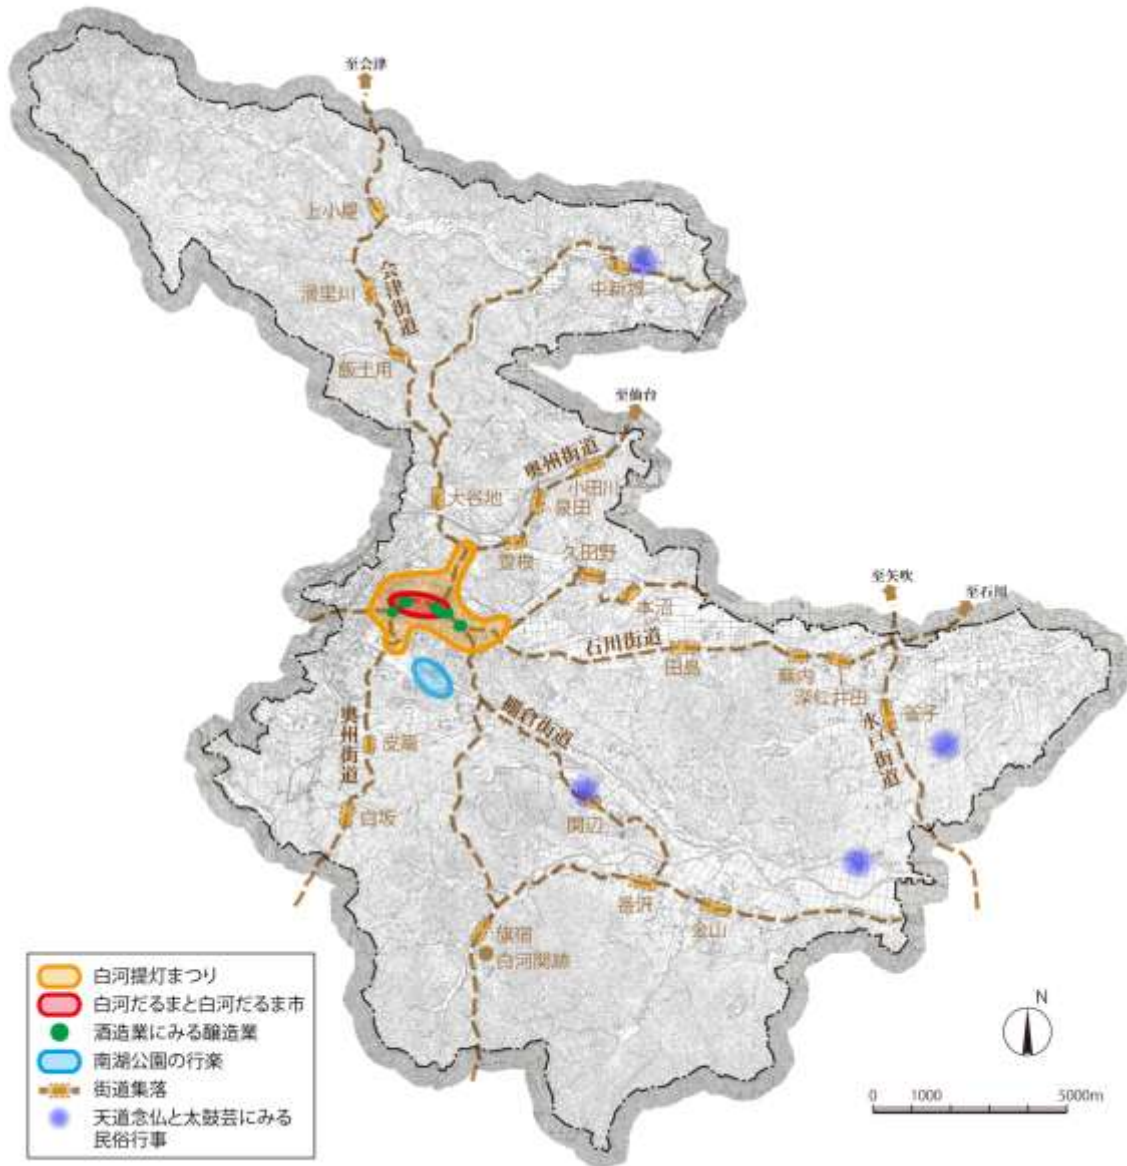 至会津
上小屋
会津街道
滑里川
飯土用
中新城
至仙台
奥州街道
小田川
泉田
大谷地
萱根
久田野
本沼
石川街道
田島
至矢吹
至石川
深仁井田
釜子
水戸街道
奥州街道
皮籠
白坂
棚倉街道
関辺
番沢
金山
旗宿
白河関跡
白河提灯まつり
白河だるまと白河だるま市
酒造業にみる醸造業
南湖公園の行楽
街道集落
天道念仏と太鼓芸にみる
民俗行事
N
0 1000 5000m